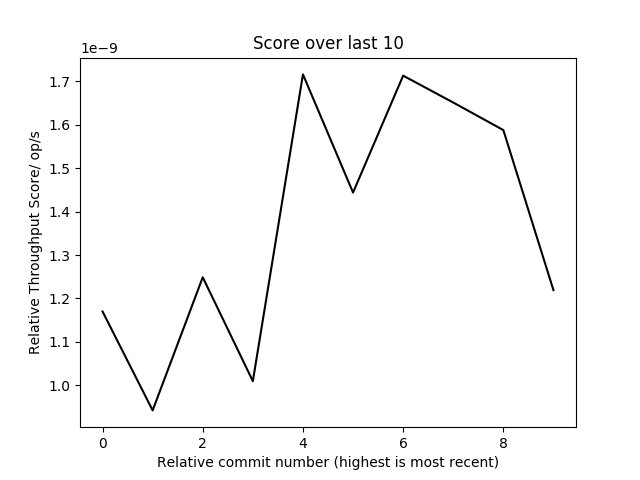 Score over last 10
1e−9
1.7
1.6
1.5
1.4
1.3
1.2
1.1
1.0
Relative Throughput Score/ op/s
0 2 4 6 8
Relative commit number (highest is most recent)